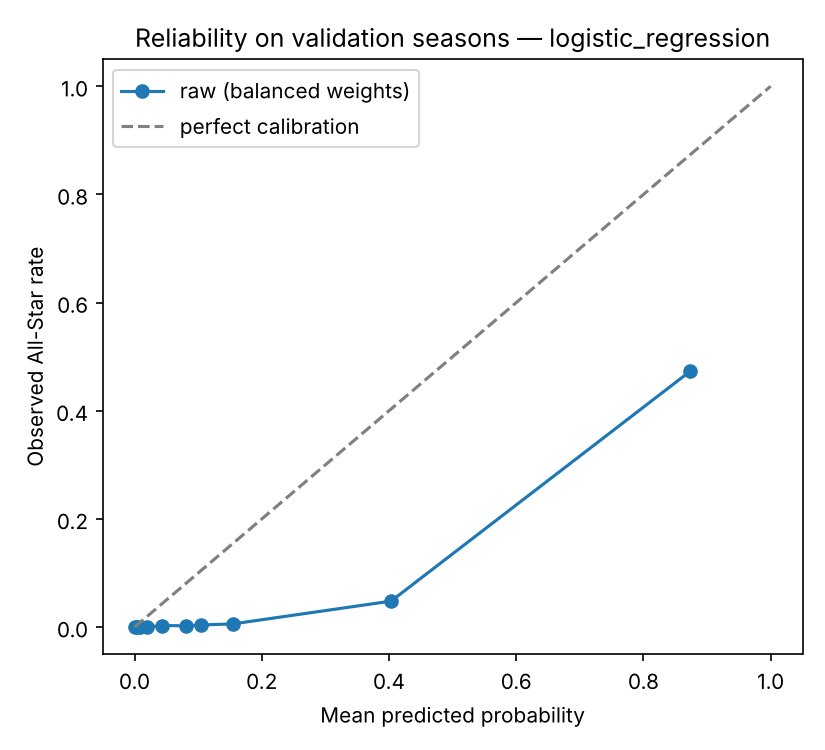 Reliability on validation seasons — logistic_regression
raw (balanced weights)
perfect calibration
Observed All-Star rate
1.0
0.8
0.6
0.4
0.2
0.0
0.0 0.2 0.4 0.6 0.8 1.0
Mean predicted probability